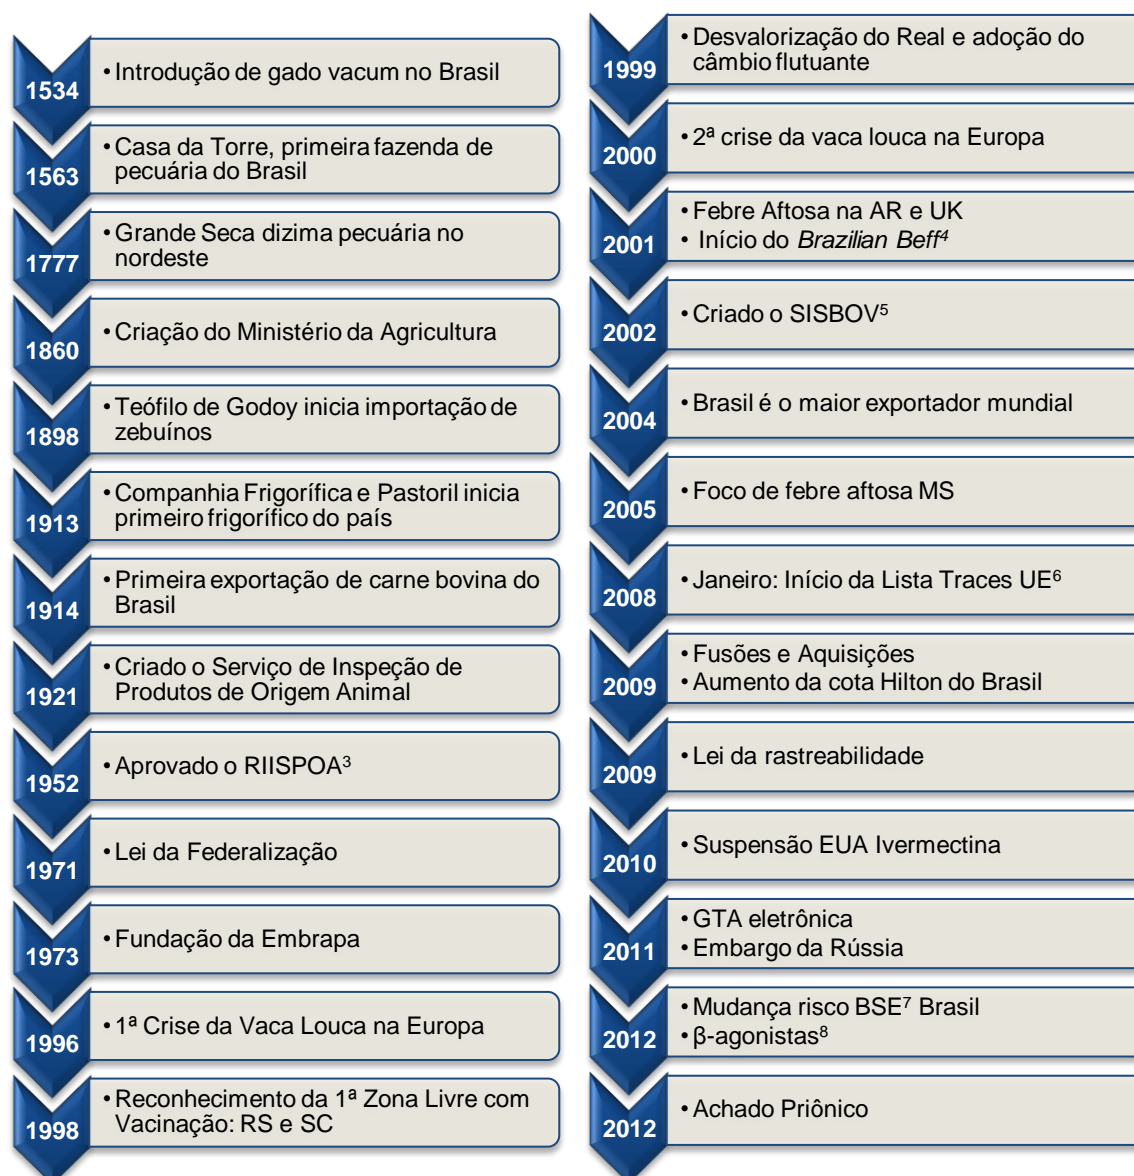 1534
• Introdução de gado vacum no Brasil
1563
• Casa da Torre, primeira fazenda de
pecuária do Brasil
1777
• Grande Seca dizima pecuária no
nordeste
1860
• Criação do Ministério da Agricultura
1898
• Teófilo de Godoy inicia importação de
zebuínos
1913
• Companhia Frigorífica e Pastoril inicia
primeiro frigorífico do país
1914
• Primeira exportação de carne bovina do
Brasil
1921
• Criado o Serviço de Inspeção de
Produtos de Origem Animal
1952
• Aprovado o RIISPOA³
1971
• Lei da Federalização
1973
• Fundação da Embrapa
1996
• 1ª Crise da Vaca Louca na Europa
1998
• Reconhecimento da 1ª Zona Livre com
Vacinação: RS e SC
1999
• Desvalorização do Real e adoção do
câmbio flutuante
2000
• 2ª crise da vaca louca na Europa
2001
• Febre Aftosa na AR e UK
• Início do Brazilian Beff⁴
2002
• Criado o SISBOV⁵
2004
• Brasil é o maior exportador mundial
2005
• Foco de febre aftosa MS
2008
• Janeiro: Início da Lista Traces UE⁶
2009
• Fusões e Aquisições
• Aumento da cota Hilton do Brasil
2009
• Lei da rastreabilidade
2010
• Suspensão EUA Ivermectina
2011
• GTA eletrônica
• Embargo da Rússia
2012
• Mudança risco BSE⁷ Brasil
• β-agonistas⁸
2012
• Achado Priônico